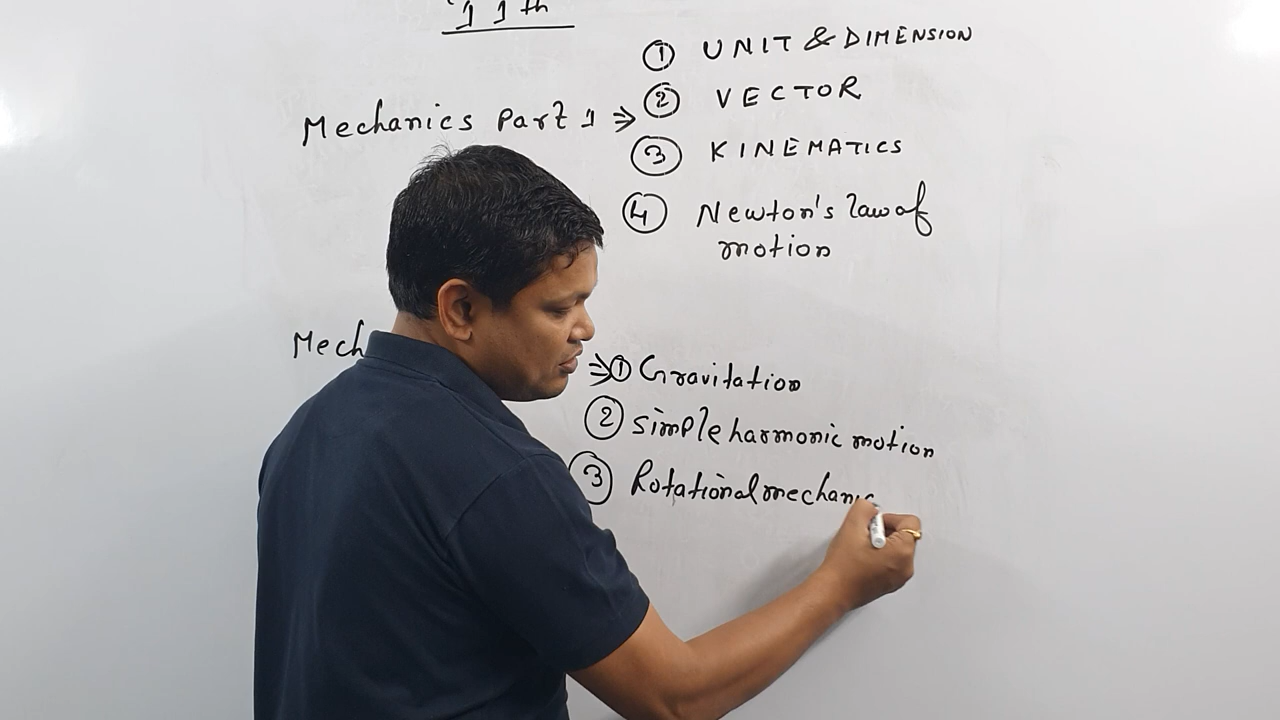 11th
① UNIT & DIMENSION
Mechanics Part 1 ⇒
② VECTOR
③ KINEMATICS
④ Newton's law of
motion
Mech
⇒ ① Gravitation
② simple harmonic motion
③ Rotational mechanic